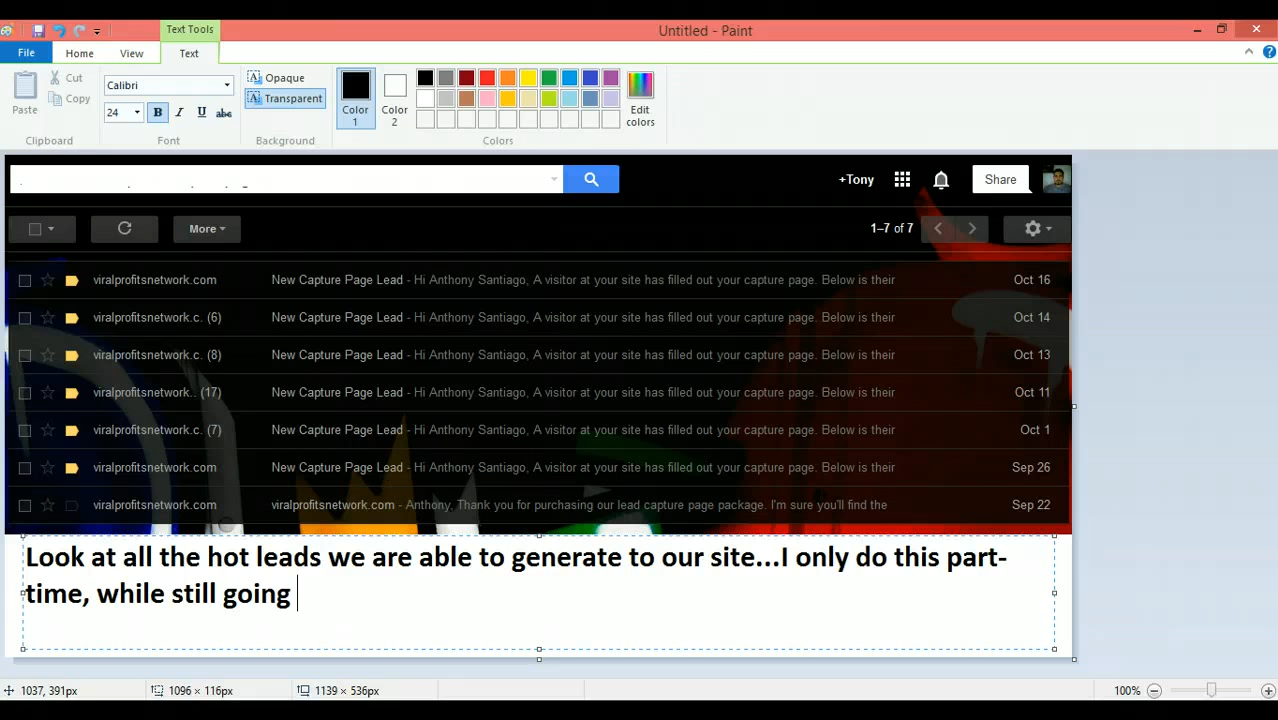 Text Tools
Untitled - Paint
File
Home
View
Text
Paste
Cut
Copy
Clipboard
Calibri
24
B I U abc
Font
Opaque
Transparent
Background
Color 1
Color 2
Edit colors
Colors
+Tony
Share
More
1–7 of 7
viralprofitsnetwork.com New Capture Page Lead - Hi Anthony Santiago, A visitor at your site has filled out your capture page. Below is their Oct 16
viralprofitsnetwork.c. (6) New Capture Page Lead - Hi Anthony Santiago, A visitor at your site has filled out your capture page. Below is their Oct 14
viralprofitsnetwork.c. (8) New Capture Page Lead - Hi Anthony Santiago, A visitor at your site has filled out your capture page. Below is their Oct 13
viralprofitsnetwork.. (17) New Capture Page Lead - Hi Anthony Santiago, A visitor at your site has filled out your capture page. Below is their Oct 11
viralprofitsnetwork.c. (7) New Capture Page Lead - Hi Anthony Santiago, A visitor at your site has filled out your capture page. Below is their Oct 1
viralprofitsnetwork.com New Capture Page Lead - Hi Anthony Santiago, A visitor at your site has filled out your capture page. Below is their Sep 26
viralprofitsnetwork.com viralprofitsnetwork.com - Anthony, Thank you for purchasing our lead capture page package. I'm sure you'll find the Sep 22
Look at all the hot leads we are able to generate to our site...I only do this part-
time, while still going
1037, 391px
1096 × 116px
1139 × 536px
100%